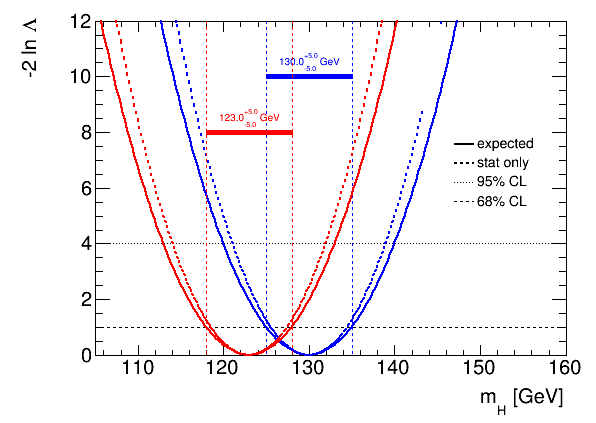 -2 ln Λ
12
10
8
6
4
2
0
130.0+5.0-5.0 GeV
123.0+5.0-5.0 GeV
expected
stat only
95% CL
68% CL
110 120 130 140 150 160
mH [GeV]